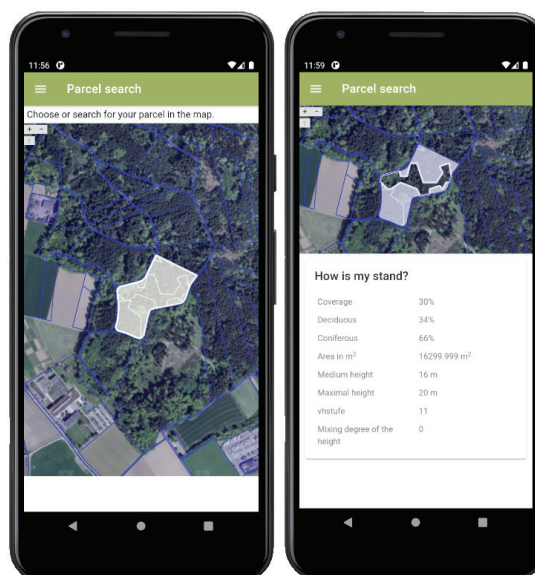 11:56
Parcel search
Choose or search for your parcel in the map.
+ −
11:59
Parcel search
+ −
How is my stand?
Coverage 30%
Deciduous 34%
Coniferous 66%
Area in m² 16299.999 m²
Medium height 16 m
Maximal height 20 m
vhstufe 11
Mixing degree of the 0
height